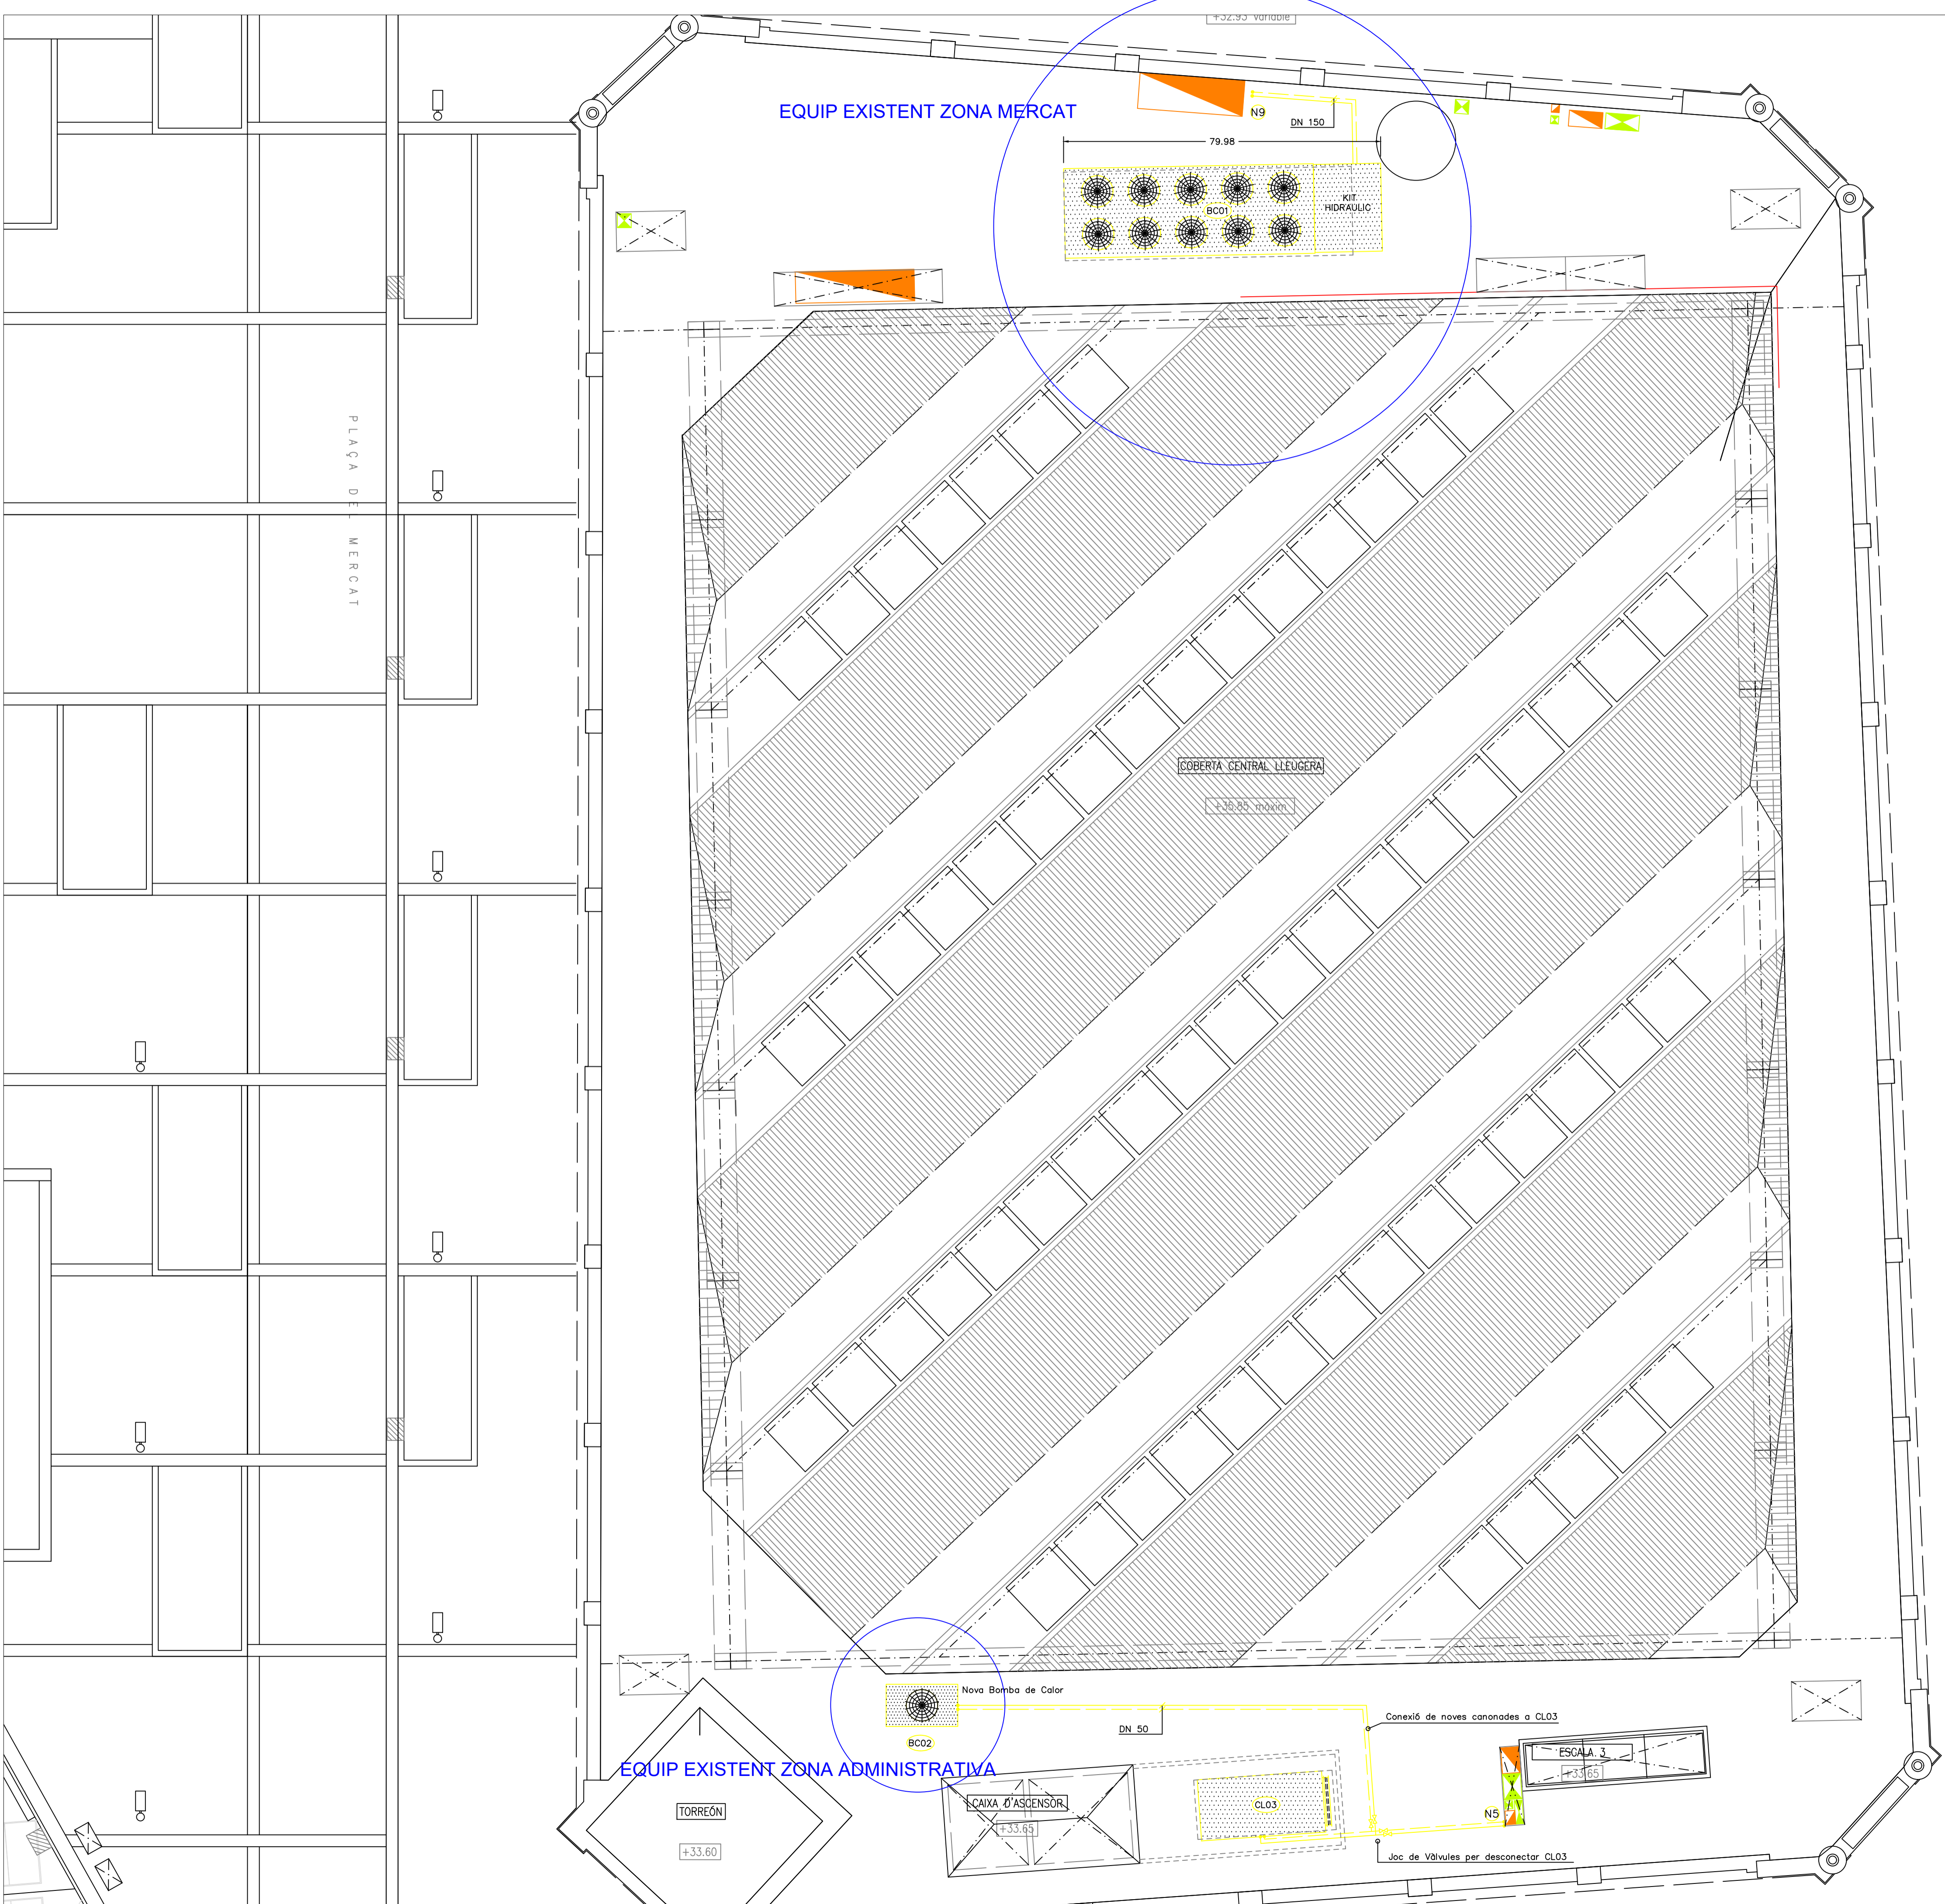 +32.93 variable
EQUIP EXISTENT ZONA MERCAT
N9
DN 150
79.98
KIT
HIDRÀULIC
BC01
PLAÇA DEL MERCAT
COBERTA CENTRAL LLEUGERA
+35.85 màxim
Nova Bomba de Calor
BC02
DN 50
Conexió de noves canonades a CL03
EQUIP EXISTENT ZONA ADMINISTRATIVA
ESCALA 3
+33.65
CAIXA D'ASCENSOR
+33.65
CL03
N5
TORREÓN
+33.60
Joc de Vàlvules per desconectar CL03